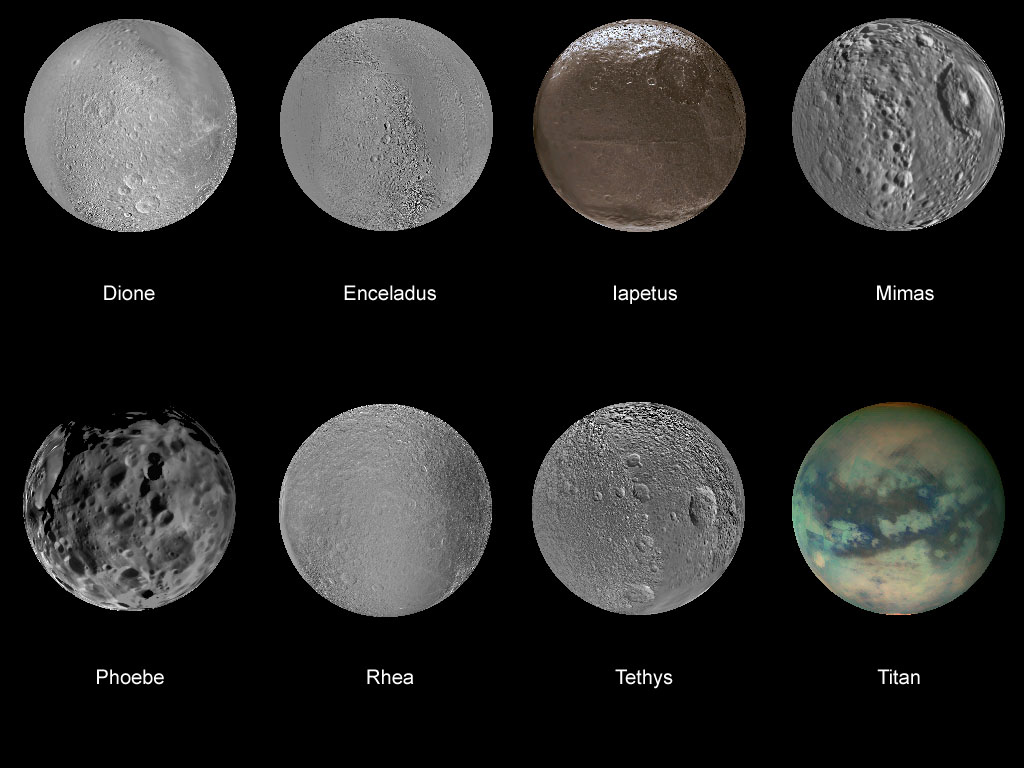 Dione
Enceladus
Iapetus
Mimas
Phoebe
Rhea
Tethys
Titan